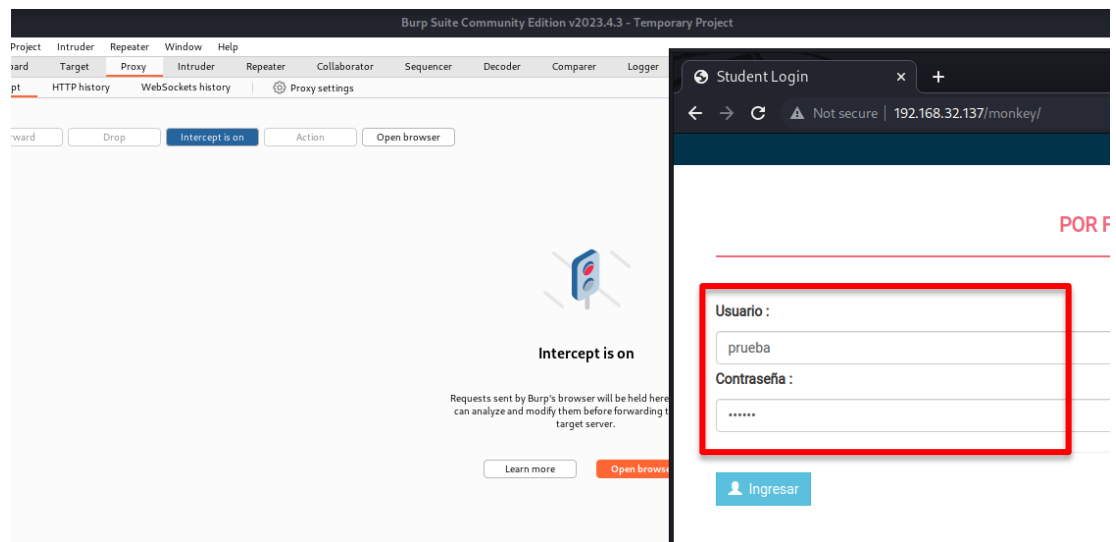 Burp Suite Community Edition v2023.4.3 - Temporary Project
Project Intruder Repeater Window Help
Target Proxy Intruder Repeater Collaborator Sequencer Decoder Comparer Logger
HTTP history WebSockets history Proxy settings
Drop Intercept is on Action Open browser
Intercept is on
Requests sent by Burp's browser will be held here
can analyze and modify them before forwarding t
target server.
Learn more Open browse
Student Login
Not secure | 192.168.32.137/monkey/
POR F
Usuario :
prueba
Contraseña :
••••••
Ingresar